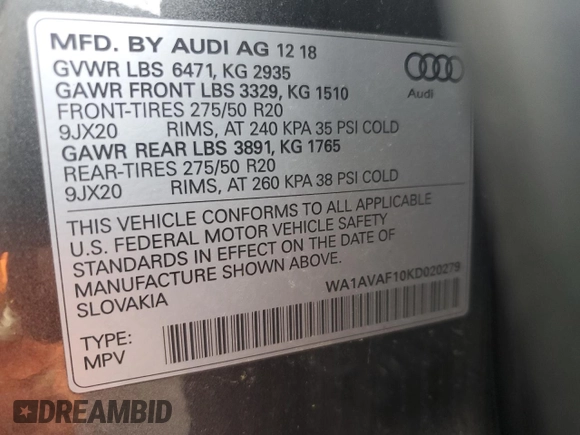 MFD. BY AUDI AG 12 18
GVWR LBS 6471, KG 2935
GAWR FRONT LBS 3329, KG 1510
FRONT-TIRES 275/50 R20
9JX20 RIMS, AT 240 KPA 35 PSI COLD
GAWR REAR LBS 3891, KG 1765
REAR-TIRES 275/50 R20
9JX20 RIMS, AT 260 KPA 38 PSI COLD
Audi
THIS VEHICLE CONFORMS TO ALL APPLICABLE
U.S. FEDERAL MOTOR VEHICLE SAFETY
STANDARDS IN EFFECT ON THE DATE OF
MANUFACTURE SHOWN ABOVE.
SLOVAKIA
WA1AVAF10KD020279
TYPE:
MPV
DREAMBID